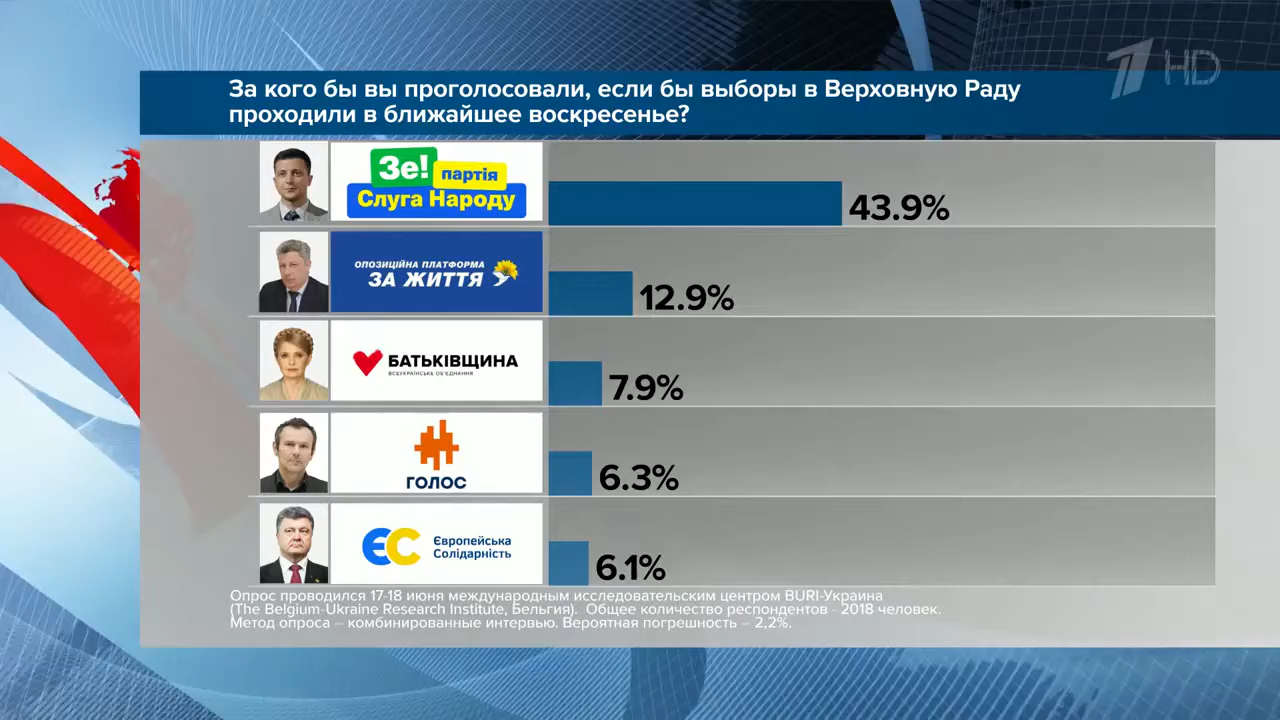 1 HD
За кого бы вы проголосовали, если бы выборы в Верховную Раду
проходили в ближайшее воскресенье?
Зе! партія
Слуга Народу
43.9%
ОПОЗИЦІЙНА ПЛАТФОРМА
ЗА ЖИТТЯ
12.9%
БАТЬКІВЩИНА
ВСЕУКРАЇНСЬКЕ ОБ'ЄДНАННЯ
7.9%
ГОЛОС
6.3%
ЄС Європейська
Солідарність
6.1%
Опрос проводился 17-18 июня международным исследовательским центром BURI-Украина
(The Belgium-Ukraine Research Institute, Бельгия). Общее количество респондентов - 2018 человек.
Метод опроса – комбинированные интервью. Вероятная погрешность – 2,2%.